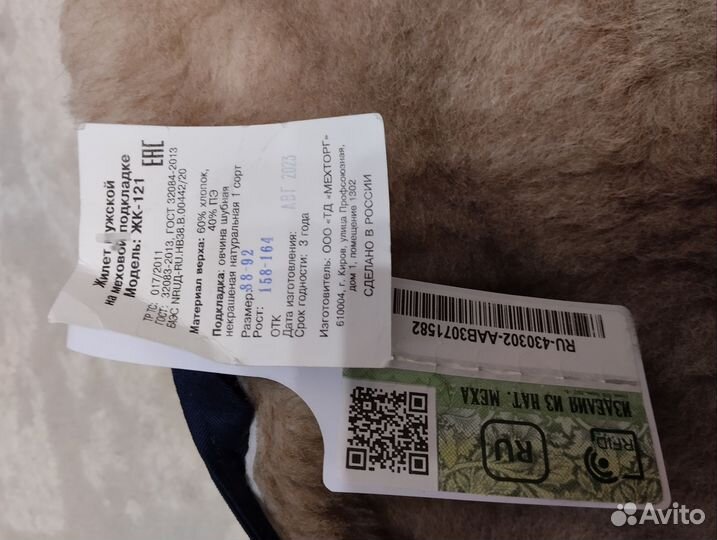 Жилет мужской
на меховой подкладке
Модель: ЖК-121
EAC
ТР ТС: 017/2011
ГОСТ: 32083-2013, ГОСТ 32084-2013
БЮЭС NRUД-RU.НВ38.В.00442/20
Материал верха: 60% хлопок,
40% ПЭ
Подкладка: овчина шубная
некрашеная натуральная 1 сорт
Размер: 88-92
Рост: 158-164
ОТК
Дата изготовления: АВГ 2023
Срок годности: 3 года
Изготовитель: ООО «ТД «МЕХТОРГ»
610004, г. Киров, улица Профсоюзная,
дом 1, помещение 1302
СДЕЛАНО В РОССИИ
RU-430302-AAB3071582
ИЗДЕЛИЯ ИЗ НАТ. МЕХА
RU
RFID
Avito